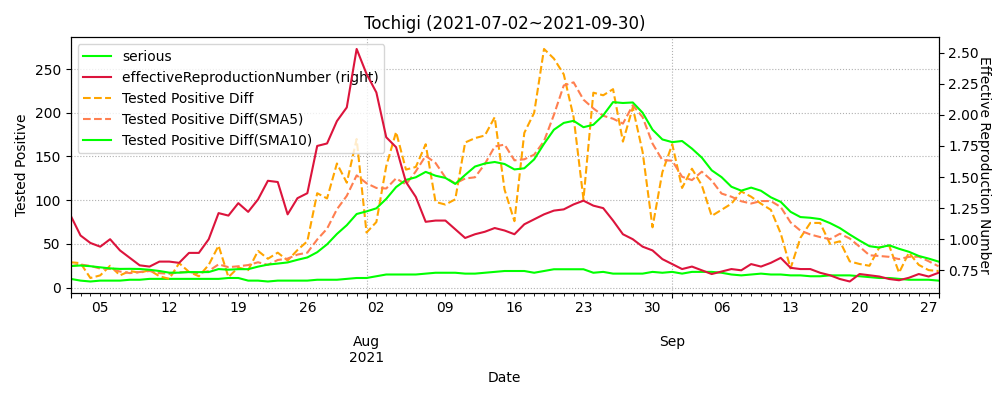 Tochigi (2021-07-02~2021-09-30)
serious
effectiveReproductionNumber (right)
Tested Positive Diff
Tested Positive Diff(SMA5)
Tested Positive Diff(SMA10)
Tested Positive
250
200
150
100
50
0
2.50
2.25
2.00
1.75
1.50
1.25
1.00
0.75
Effective Reproduction Number
05 12 19 26 02 09 16 23 30 06 13 20 27
Aug Sep
2021
Date